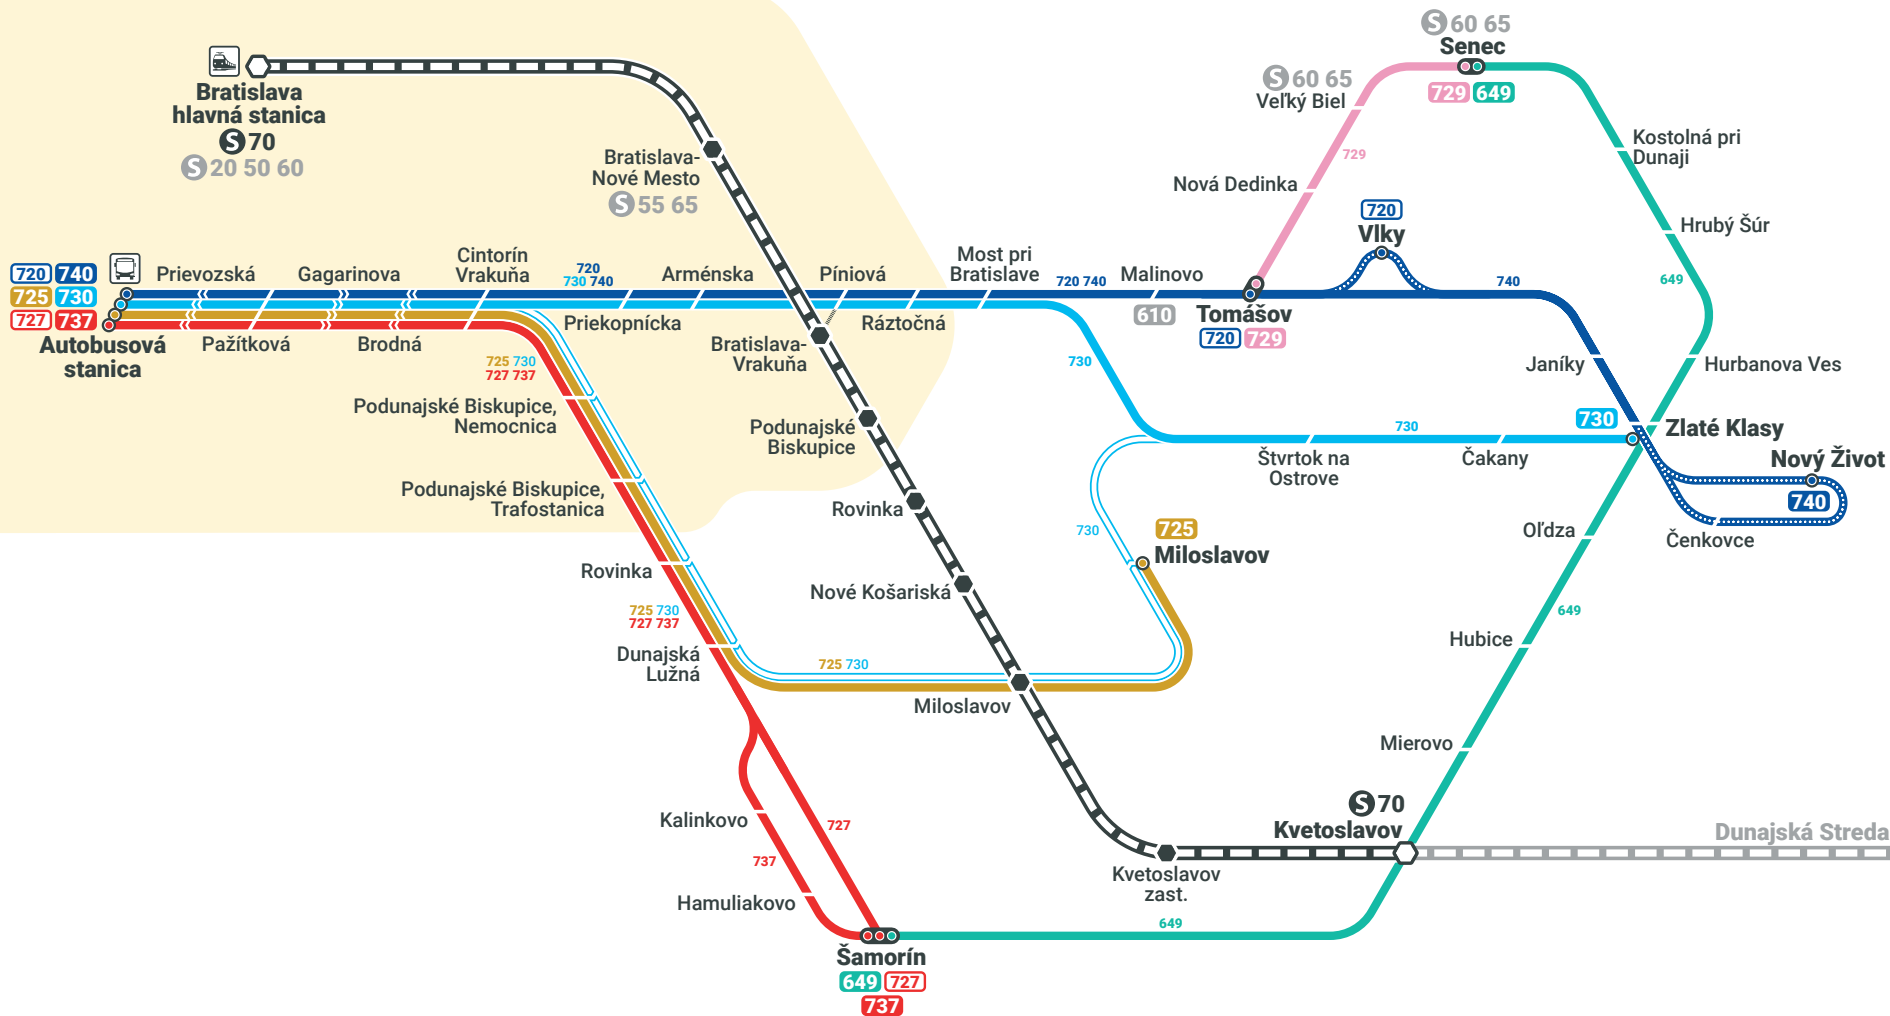 S 60 65
Senec
729 649
S 60 65
Veľký Biel
Bratislava
hlavná stanica
S 70
S 20 50 60
Bratislava-
Nové Mesto
S 55 65
729
Kostolná pri
Dunaji
Nová Dedinka
720
Vlky
Hrubý Šúr
720 740
725 730
727 737
Autobusová
stanica
Prievozská
Gagarinova
Cintorín
Vrakuňa
720
730 740
Arménska
Píniová
Most pri
Bratislave
720 740
Malinovo
740
649
Pažítková
Brodná
Priekopnícka
Bratislava-
Vrakuňa
Ráztočná
610
Tomášov
720 729
725 730
727 737
730
Janíky
Hurbanova Ves
Podunajské Biskupice,
Nemocnica
Podunajské
Biskupice
730
730
Zlaté Klasy
Štvrtok na
Ostrove
Čakany
Nový Život
740
Podunajské Biskupice,
Trafostanica
Rovinka
730
725
Miloslavov
Oľdza
Čenkovce
Rovinka
Nové Košariská
725 730
727 737
649
Dunajská
Lužná
725 730
Hubice
Miloslavov
Mierovo
Kalinkovo
727
737
S 70
Kvetoslavov
Dunajská Streda
Hamuliakovo
Kvetoslavov
zast.
649
Šamorín
649 727
737